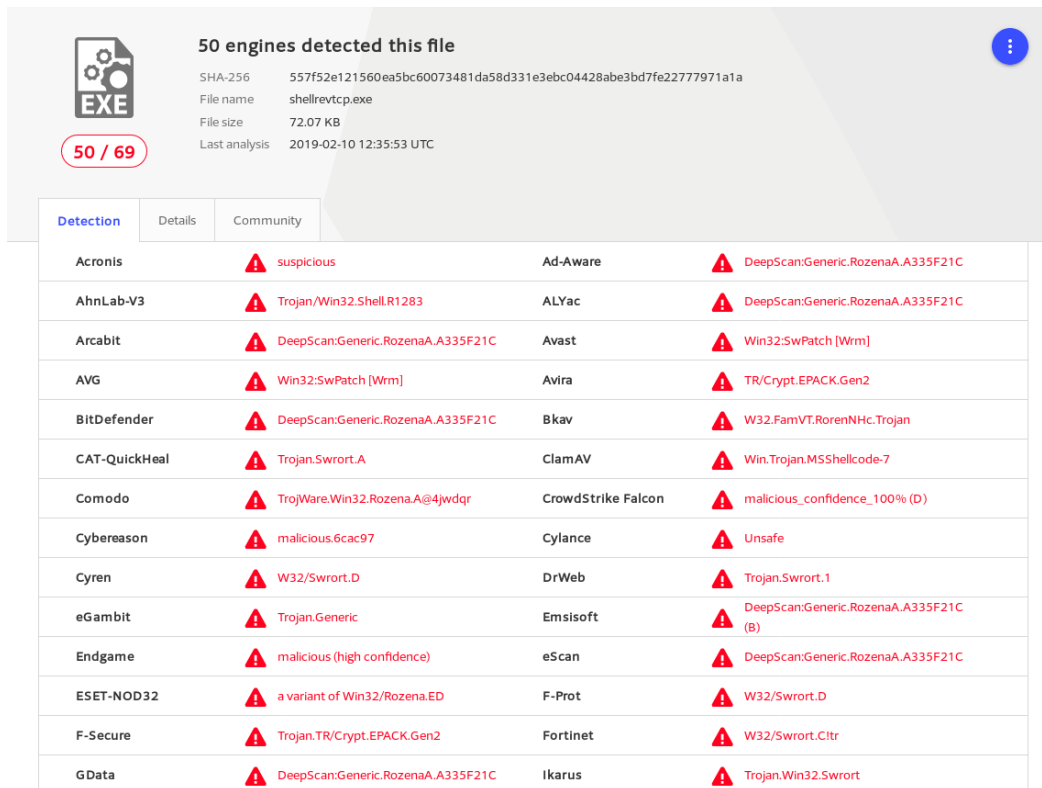 50 engines detected this file
SHA-256 557f52e121560ea5bc60073481da58d331e3ebc04428abe3bd7fe22777971a1a
File name shellrevtcp.exe
File size 72.07 KB
Last analysis 2019-02-10 12:35:53 UTC
EXE
50 / 69
Detection Details Community
Acronis suspicious Ad-Aware DeepScan:Generic.RozenaA.A335F21C
AhnLab-V3 Trojan/Win32.Shell.R1283 ALYac DeepScan:Generic.RozenaA.A335F21C
Arcabit DeepScan:Generic.RozenaA.A335F21C Avast Win32:SwPatch [Wrm]
AVG Win32:SwPatch [Wrm] Avira TR/Crypt.EPACK.Gen2
BitDefender DeepScan:Generic.RozenaA.A335F21C Bkav W32.FamVT.RorenNHc.Trojan
CAT-QuickHeal Trojan.Swrort.A ClamAV Win.Trojan.MSShellcode-7
Comodo TrojWare.Win32.Rozena.A@4jwdqr CrowdStrike Falcon malicious_confidence_100% (D)
Cybereason malicious.6cac97 Cylance Unsafe
Cyren W32/Swrort.D DrWeb Trojan.Swrort.1
eGambit Trojan.Generic Emsisoft DeepScan:Generic.RozenaA.A335F21C
(B)
Endgame malicious (high confidence) eScan DeepScan:Generic.RozenaA.A335F21C
ESET-NOD32 a variant of Win32/Rozena.ED F-Prot W32/Swrort.D
F-Secure Trojan.TR/Crypt.EPACK.Gen2 Fortinet W32/Swrort.C!tr
GData DeepScan:Generic.RozenaA.A335F21C Ikarus Trojan.Win32.Swrort